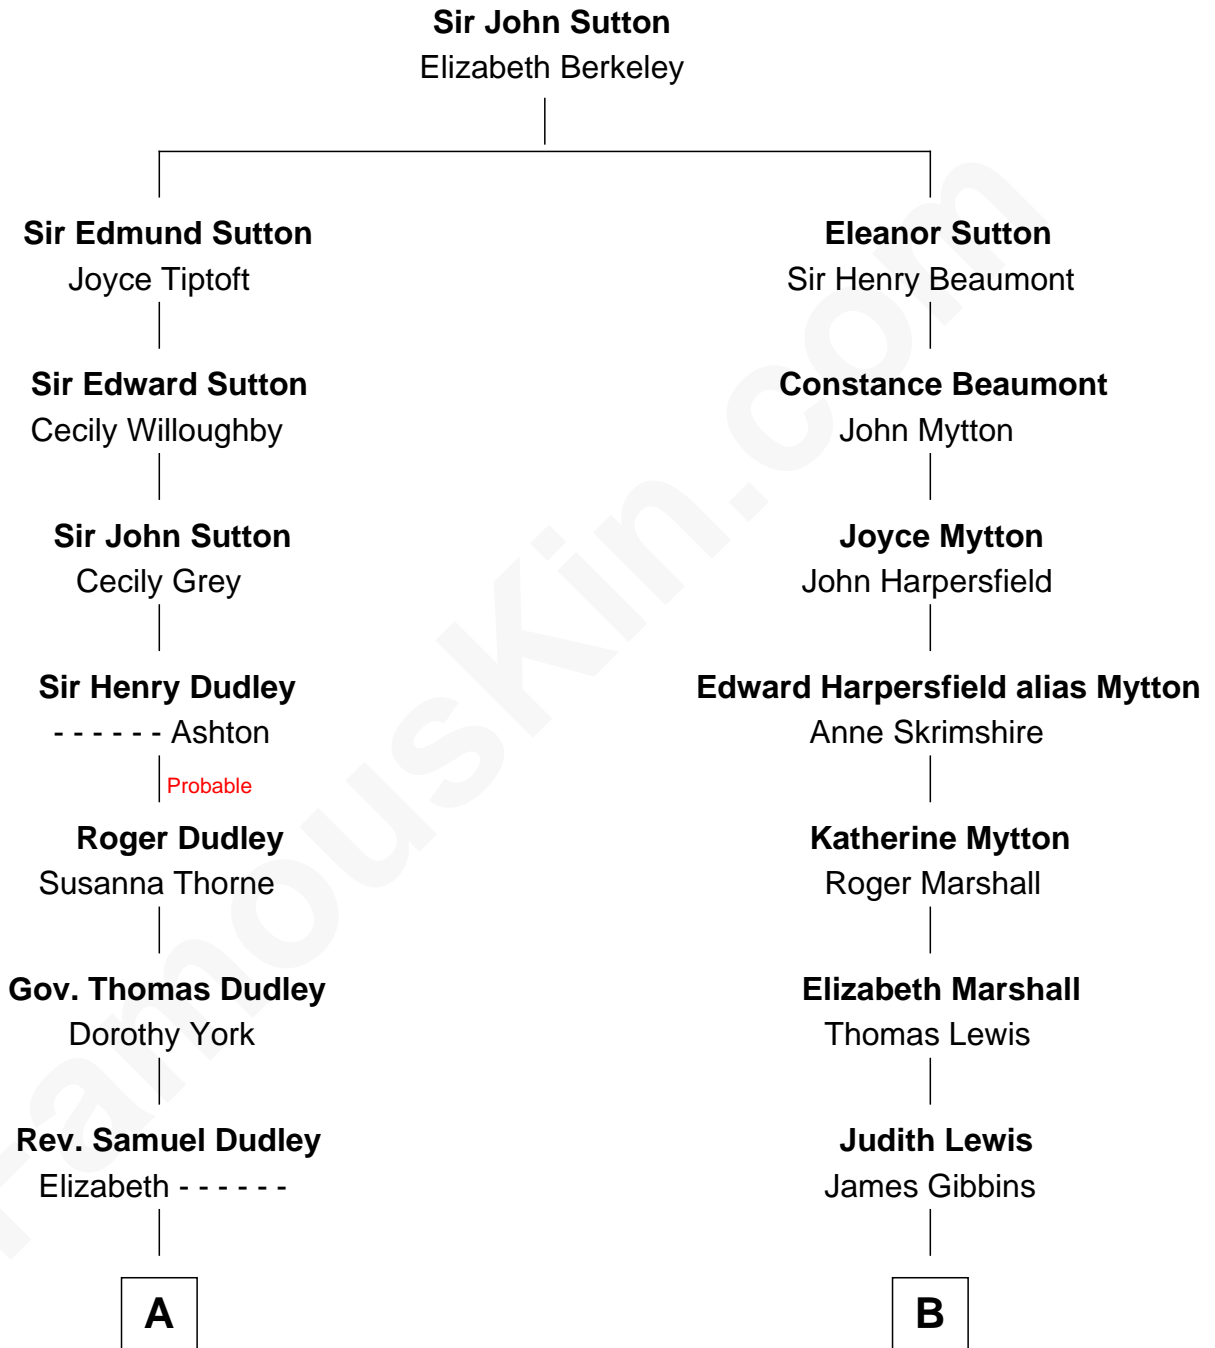 Sir John Sutton
Elizabeth Berkeley
Sir Edmund Sutton
Joyce Tiptoft
Sir Edward Sutton
Cecily Willoughby
Sir John Sutton
Cecily Grey
Sir Henry Dudley
- - - - - - Ashton
Probable
Roger Dudley
Susanna Thorne
Gov. Thomas Dudley
Dorothy York
Rev. Samuel Dudley
Elizabeth - - - - - -
A
Eleanor Sutton
Sir Henry Beaumont
Constance Beaumont
John Mytton
Joyce Mytton
John Harpersfield
Edward Harpersfield alias Mytton
Anne Skrimshire
Katherine Mytton
Roger Marshall
Elizabeth Marshall
Thomas Lewis
Judith Lewis
James Gibbins
B
FamousKin.com